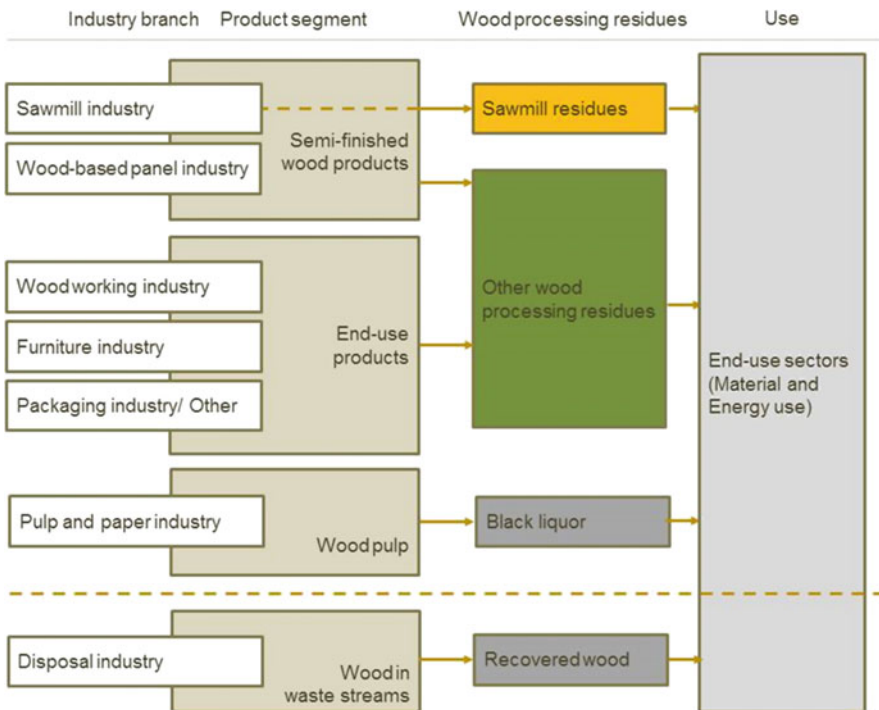 Industry branch
Product segment
Wood processing residues
Use
Sawmill industry
Wood-based panel industry
Semi-finished
wood products
Sawmill residues
Wood working industry
Furniture industry
Packaging industry/ Other
End-use
products
Other wood
processing residues
End-use sectors
(Material and
Energy use)
Pulp and paper industry
Wood pulp
Black liquor
Disposal industry
Wood in
waste streams
Recovered wood